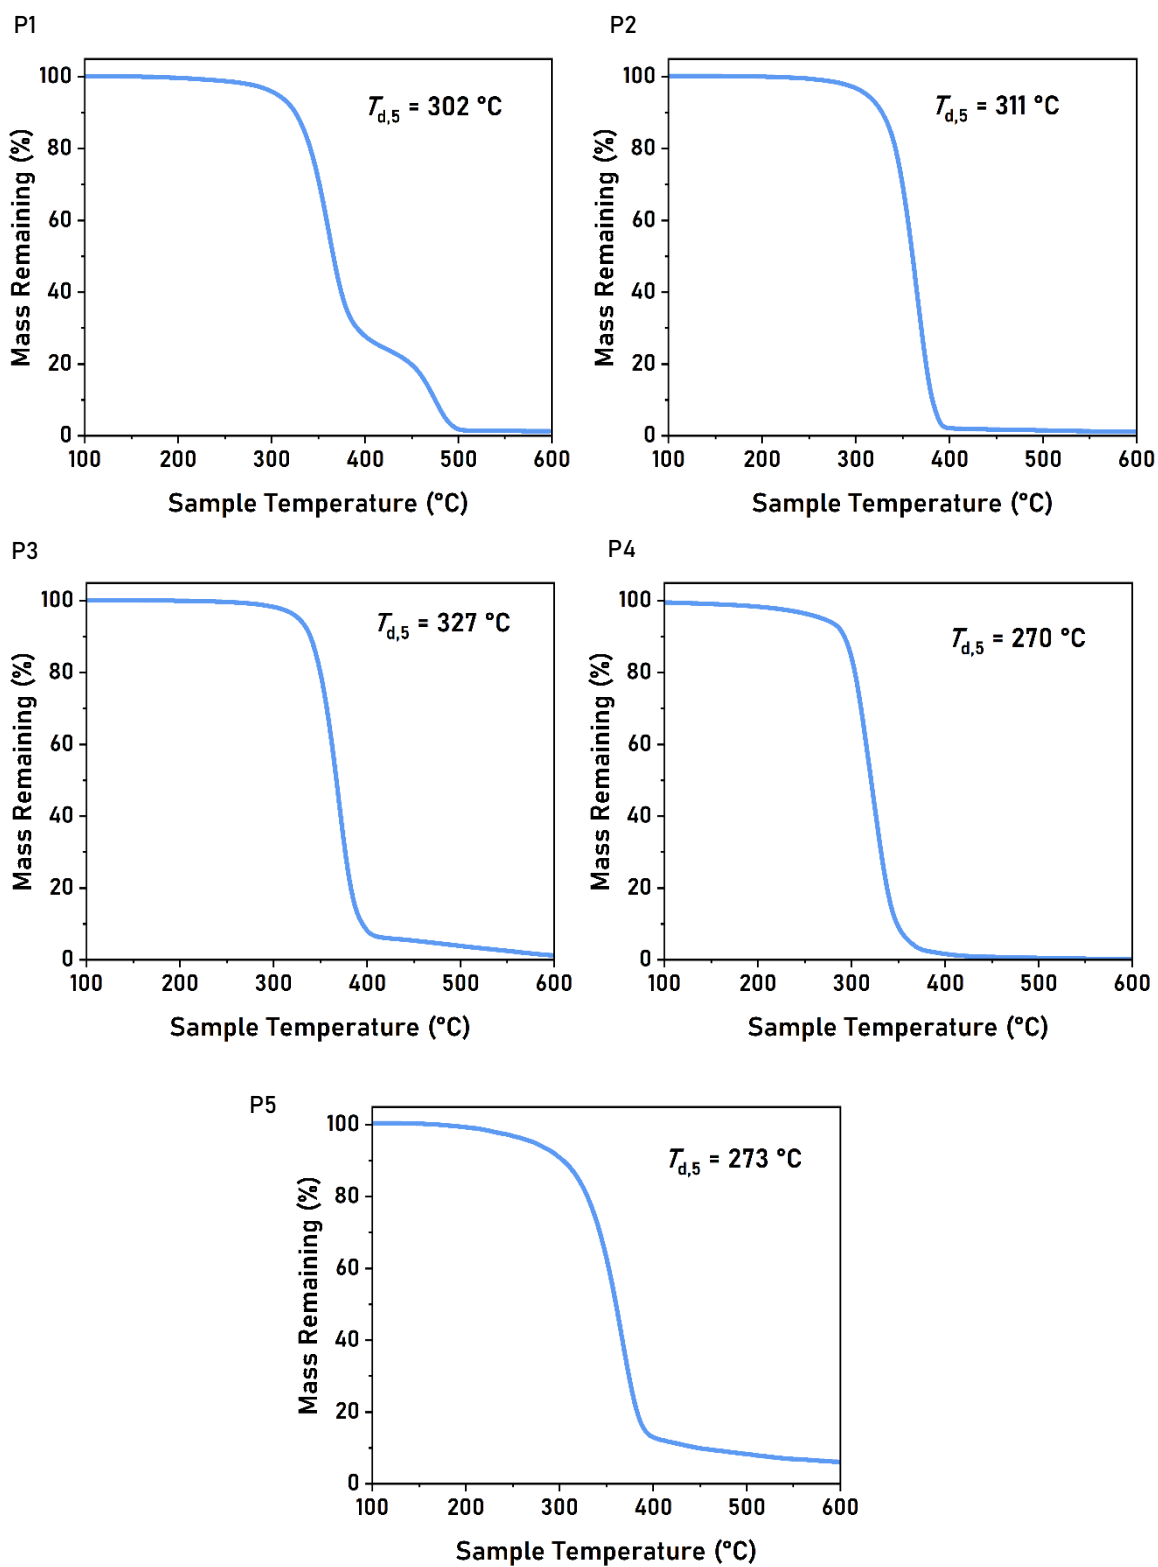 P1
100
80
60
40
20
0
100 200 300 400 500 600
Mass Remaining (%)
Sample Temperature (°C)
Td,5 = 302 °C
P2
100
80
60
40
20
0
100 200 300 400 500 600
Mass Remaining (%)
Sample Temperature (°C)
Td,5 = 311 °C
P3
100
80
60
40
20
0
100 200 300 400 500 600
Mass Remaining (%)
Sample Temperature (°C)
Td,5 = 327 °C
P4
100
80
60
40
20
0
100 200 300 400 500 600
Mass Remaining (%)
Sample Temperature (°C)
Td,5 = 270 °C
P5
100
80
60
40
20
0
100 200 300 400 500 600
Mass Remaining (%)
Sample Temperature (°C)
Td,5 = 273 °C